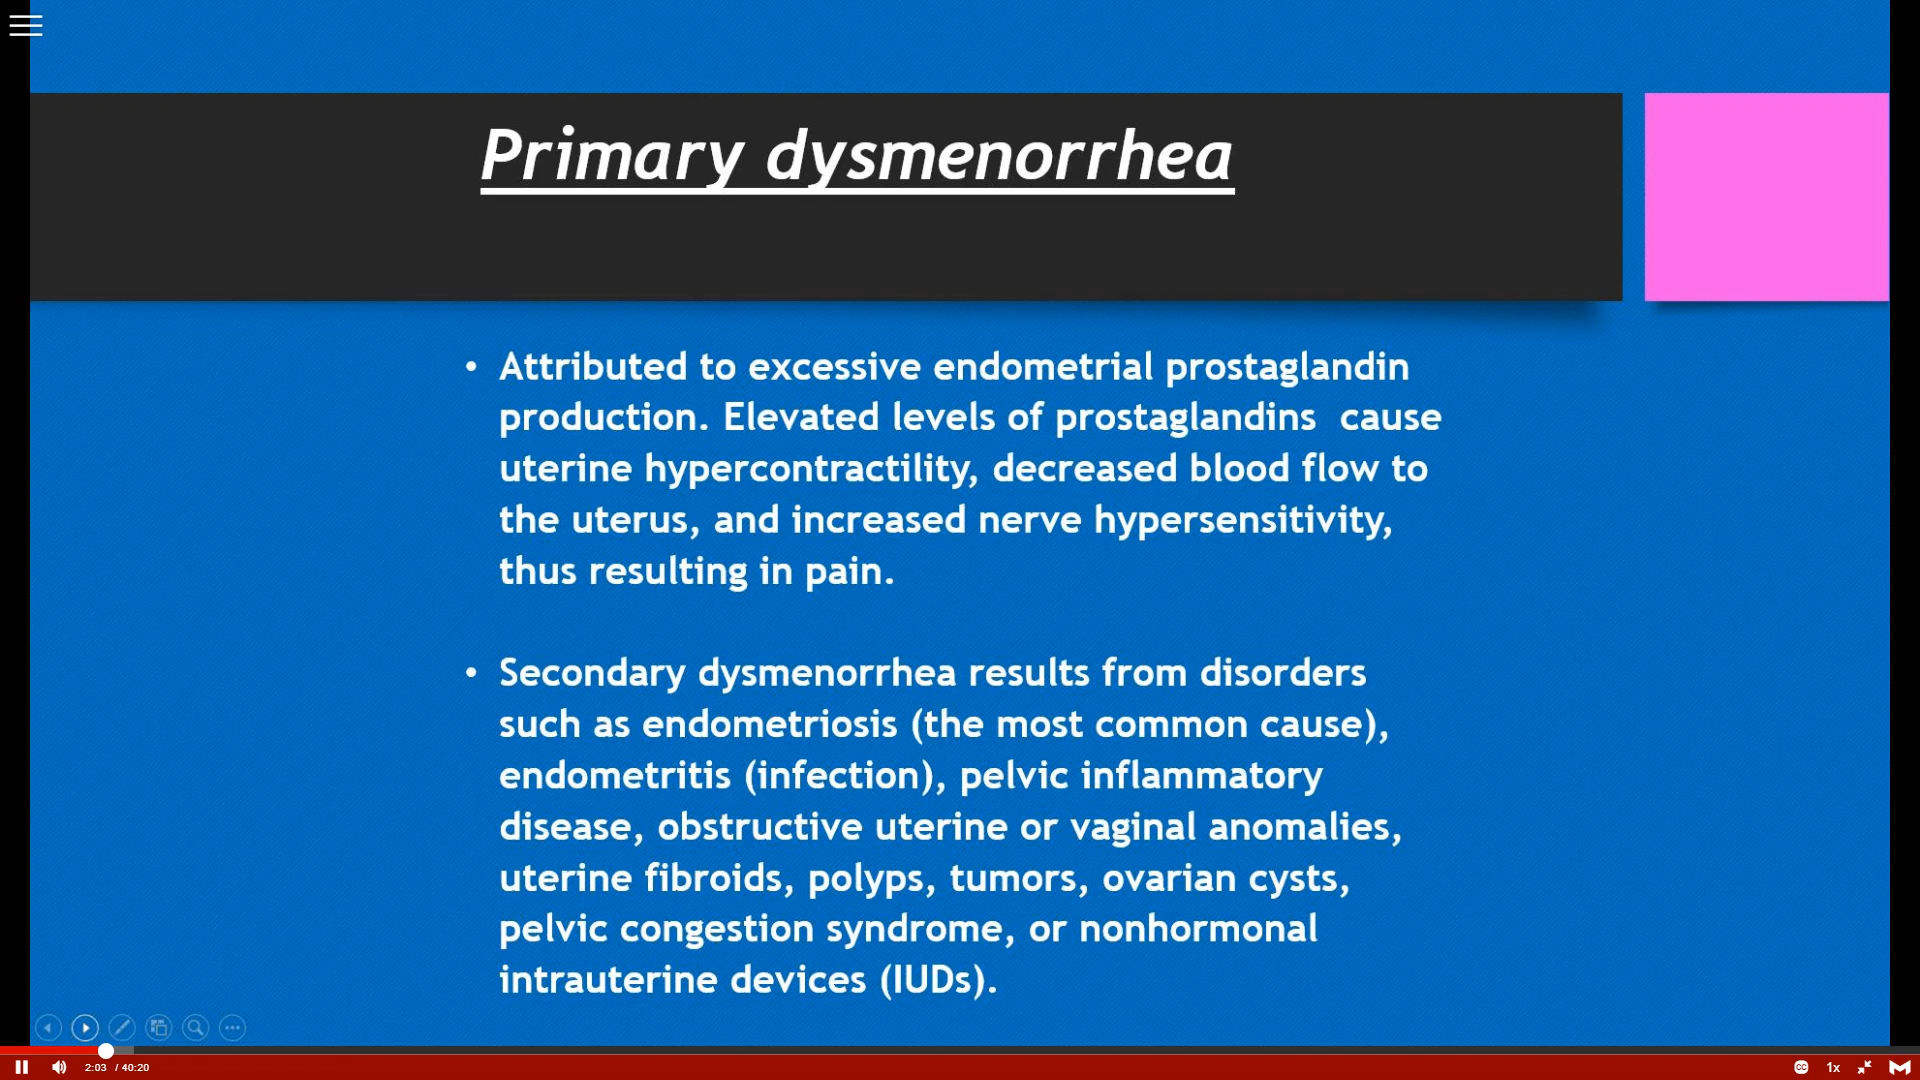 Primary dysmenorrhea
• Attributed to excessive endometrial prostaglandin
production. Elevated levels of prostaglandins  cause
uterine hypercontractility, decreased blood flow to
the uterus, and increased nerve hypersensitivity,
thus resulting in pain.
• Secondary dysmenorrhea results from disorders
such as endometriosis (the most common cause),
endometritis (infection), pelvic inflammatory
disease, obstructive uterine or vaginal anomalies,
uterine fibroids, polyps, tumors, ovarian cysts,
pelvic congestion syndrome, or nonhormonal
intrauterine devices (IUDs).
2:03 / 40:20 CC 1x